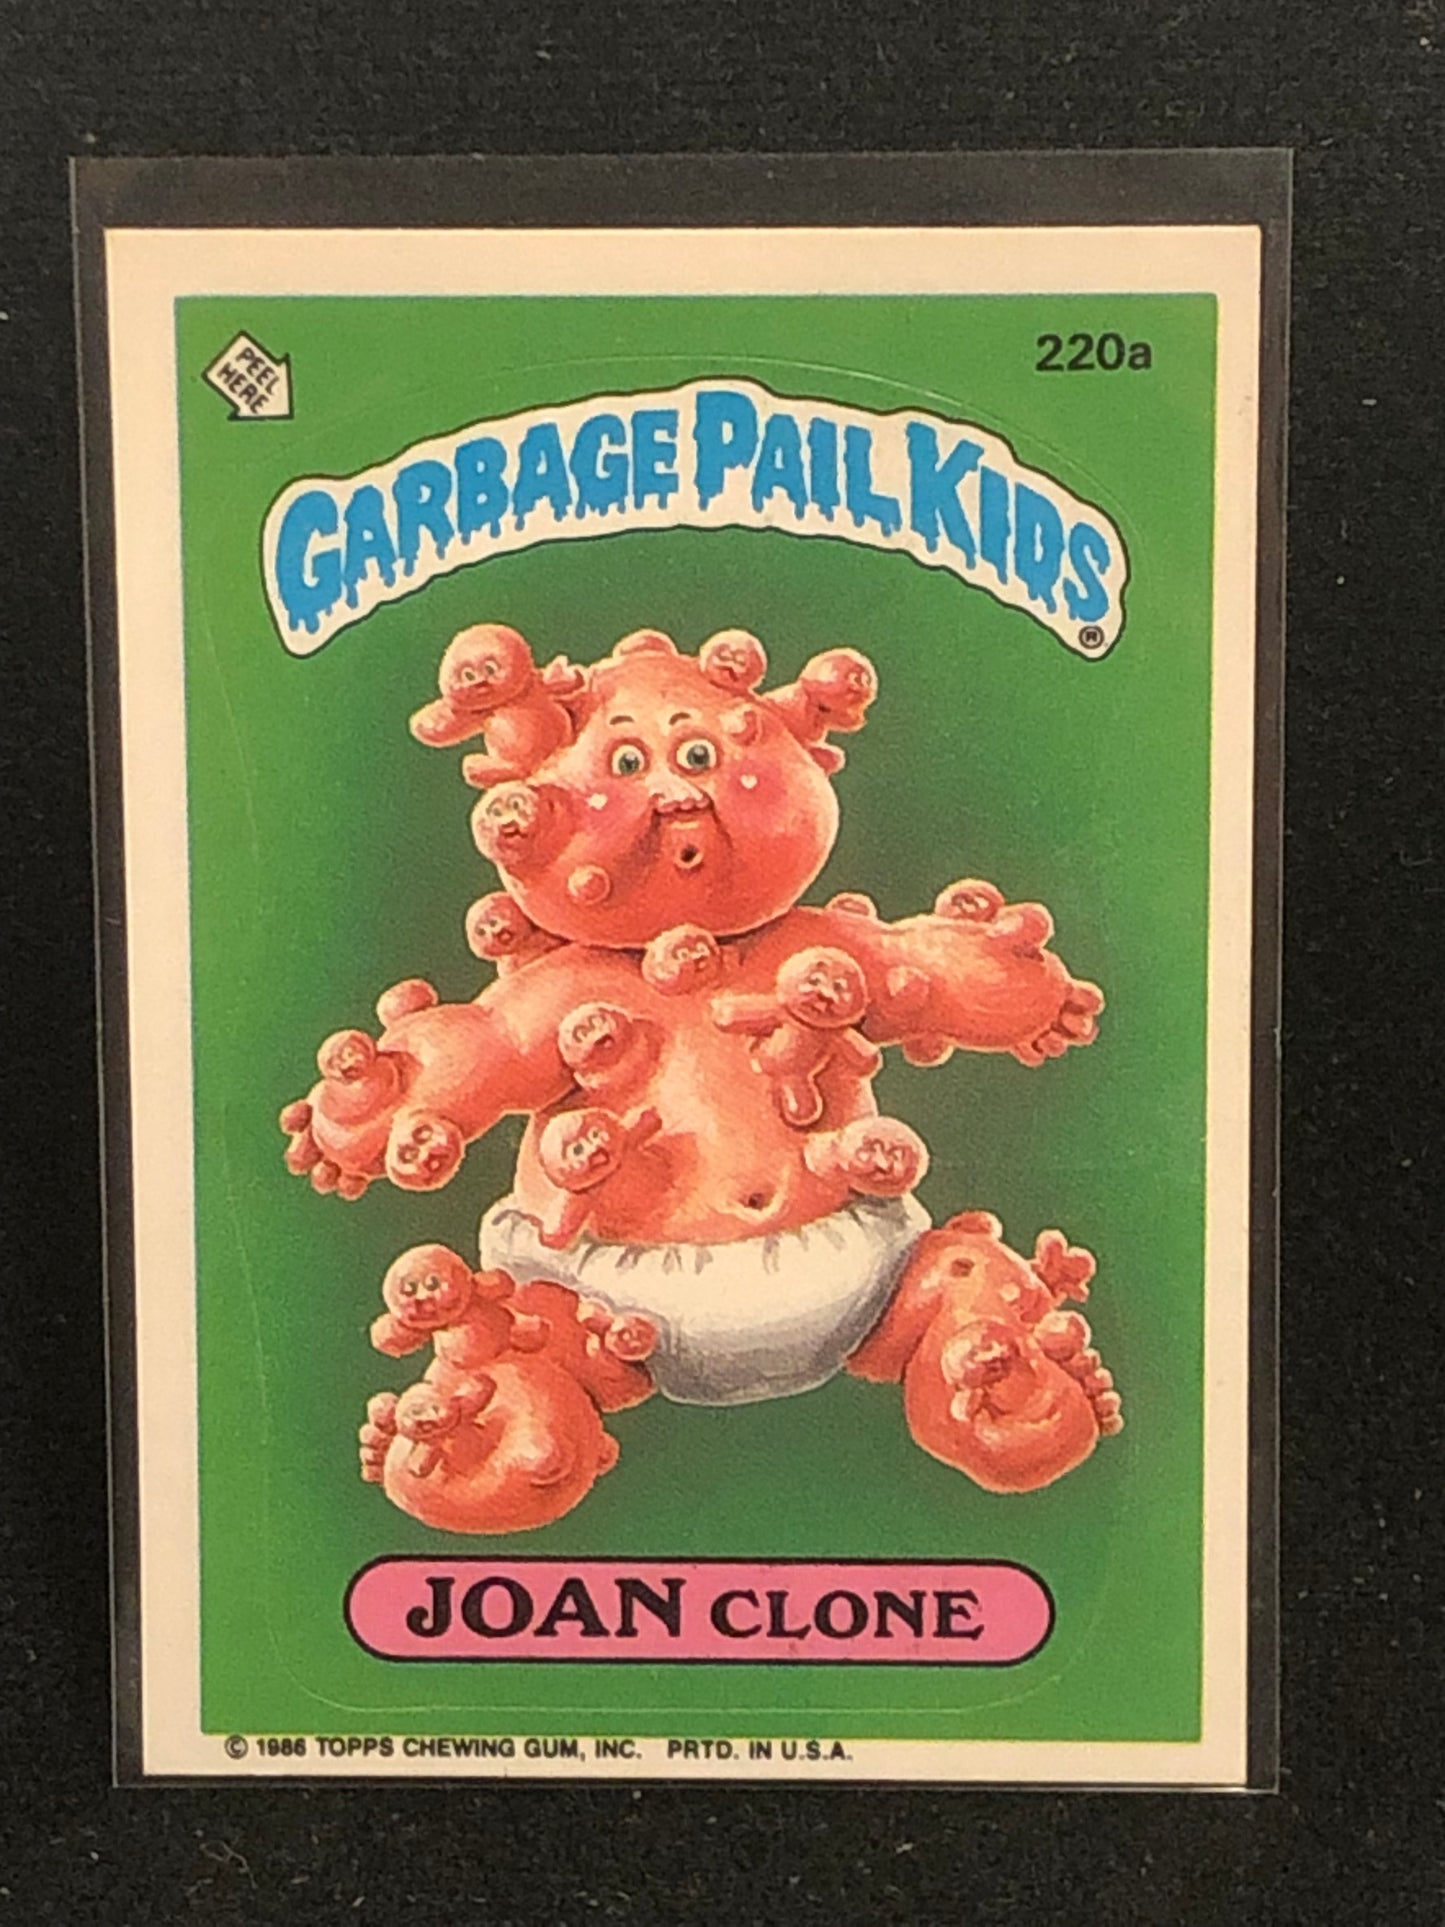 PEEL
HERE
220a
GARBAGE PAIL KIDS
®
JOAN CLONE
© 1986 TOPPS CHEWING GUM, INC. PRTD. IN U.S.A.